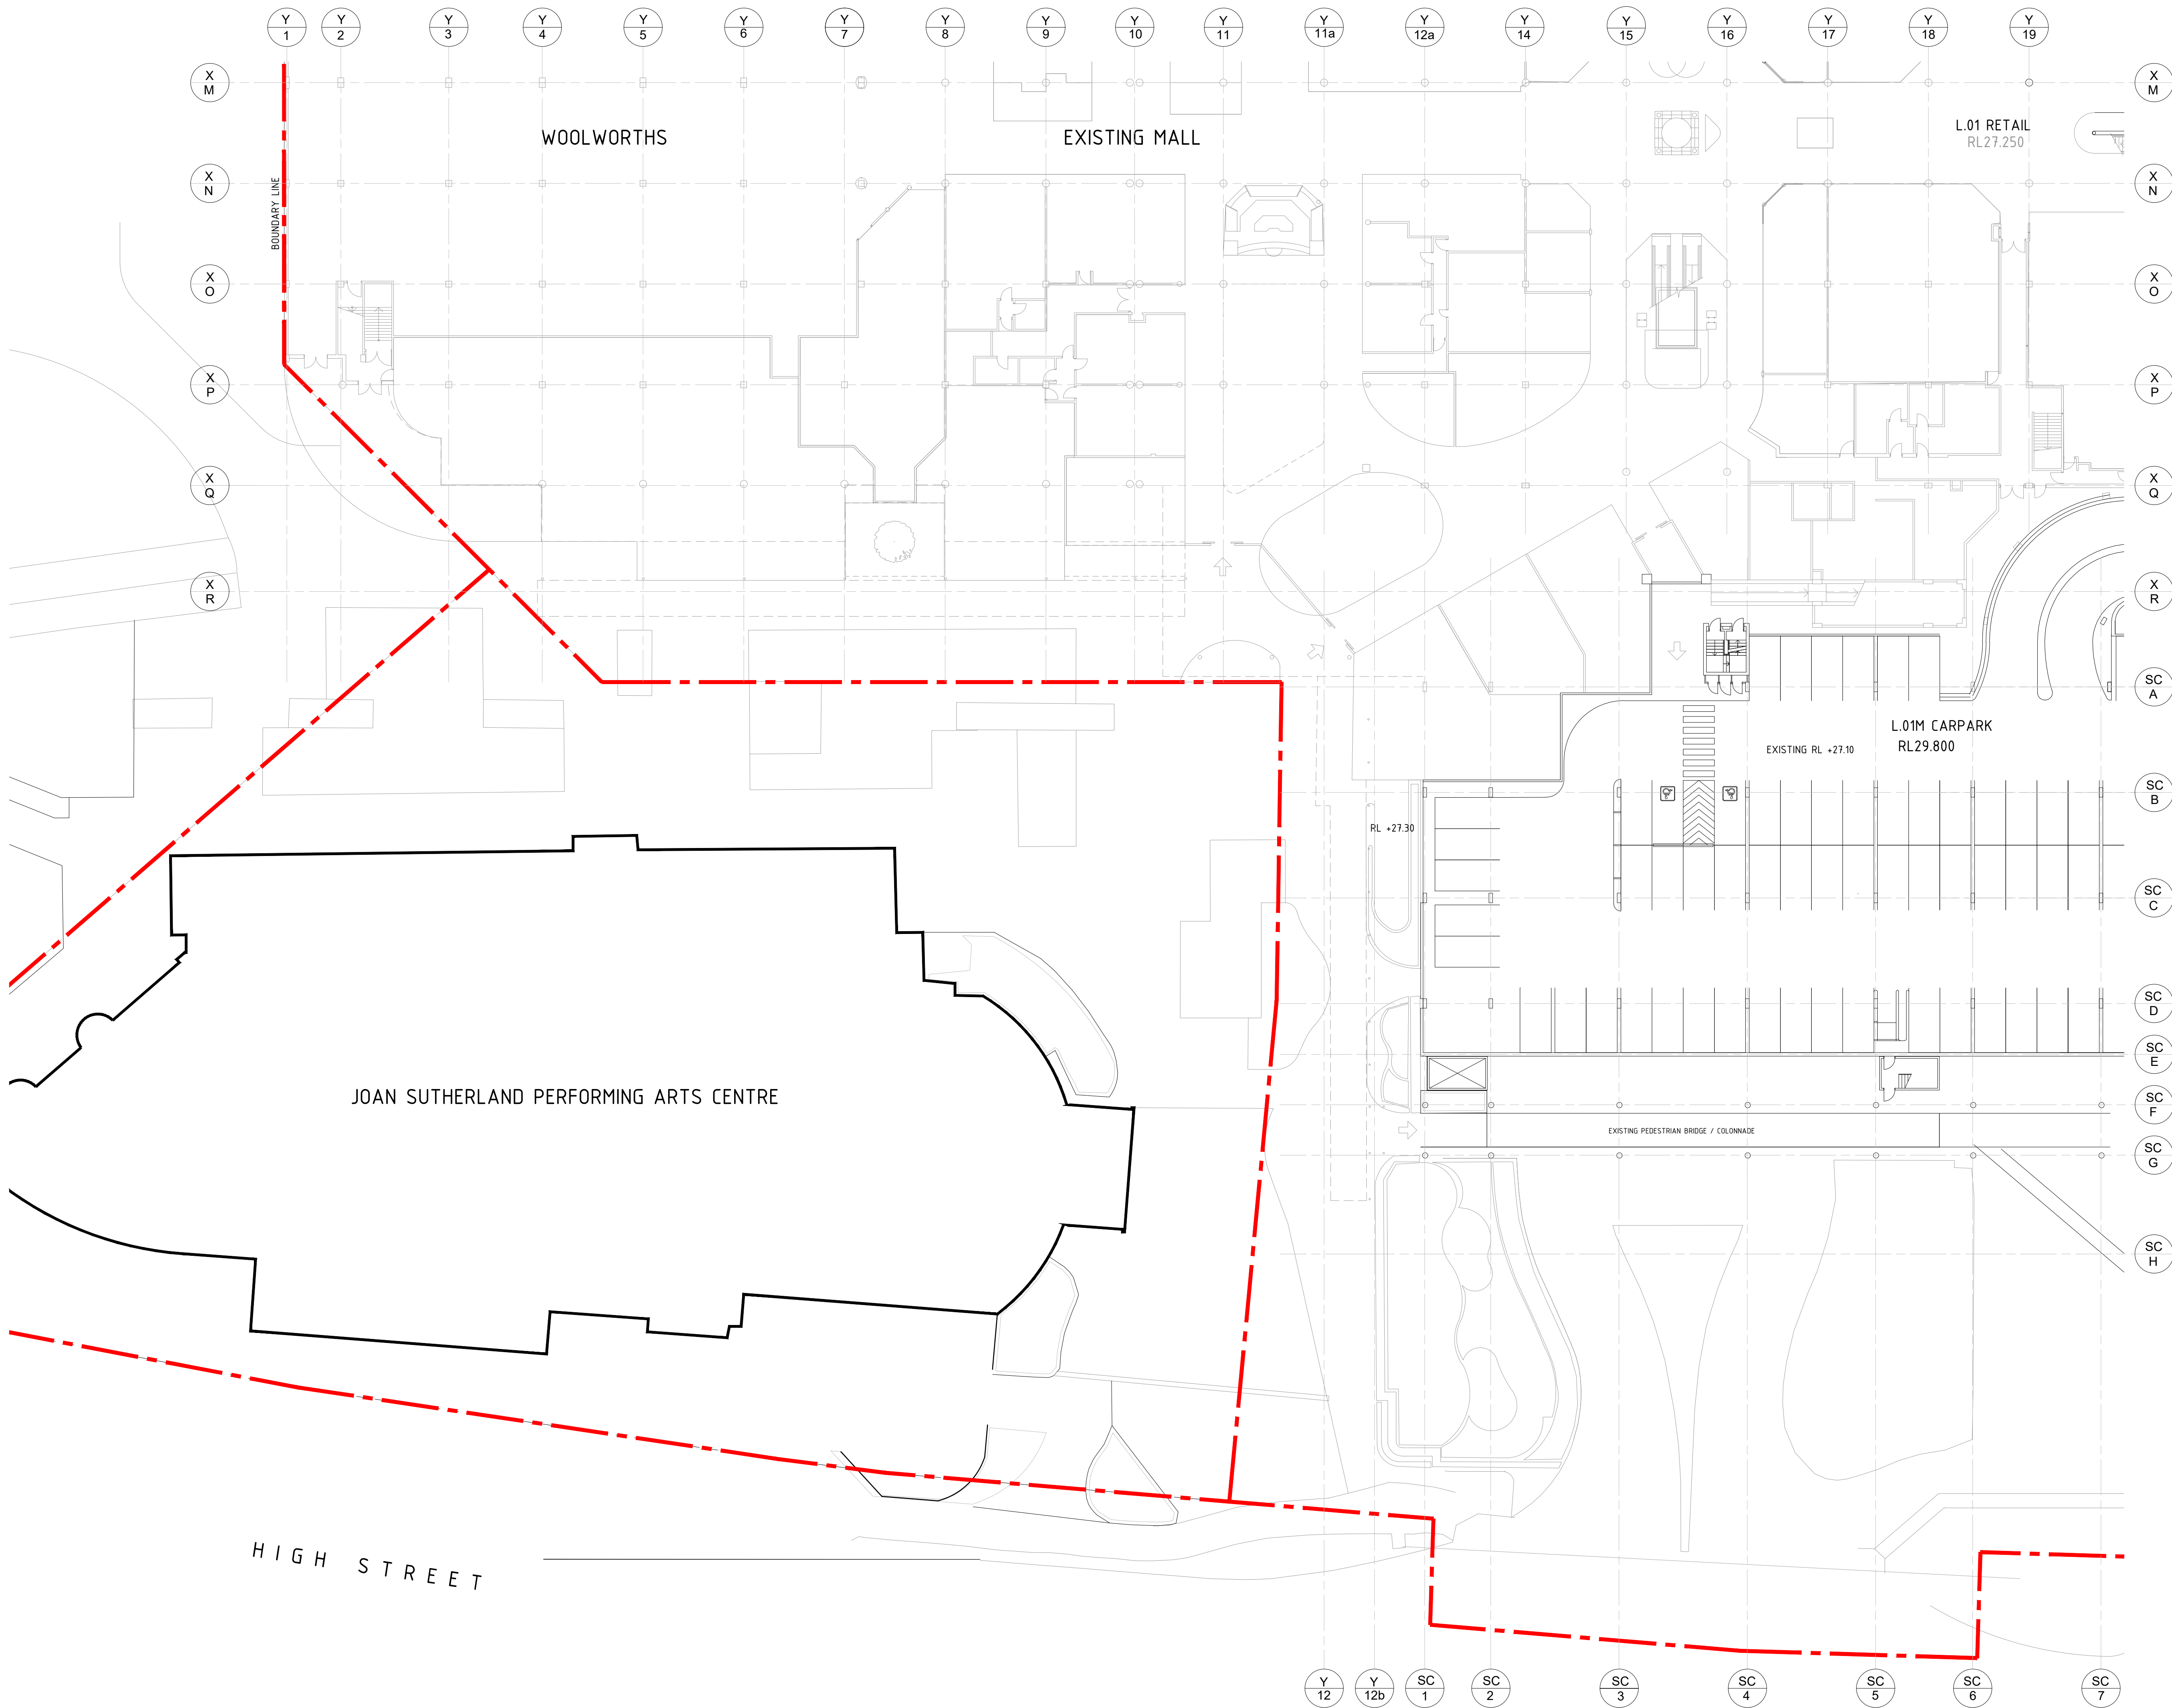 Y 1
Y 2
Y 3
Y 4
Y 5
Y 6
Y 7
Y 8
Y 9
Y 10
Y 11
Y 11a
Y 12a
Y 14
Y 15
Y 16
Y 17
Y 18
Y 19
X M
X M
WOOLWORTHS
EXISTING MALL
L.01 RETAIL
RL27.250
X N
X N
BOUNDARY LINE
X O
X O
X P
X P
X Q
X Q
X R
X R
SC A
L.01M CARPARK
EXISTING RL +27.10
RL29.800
SC B
RL +27.30
SC C
SC D
SC E
JOAN SUTHERLAND PERFORMING ARTS CENTRE
SC F
EXISTING PEDESTRIAN BRIDGE / COLONNADE
SC G
SC H
HIGH STREET
Y 12
Y 12b
SC 1
SC 2
SC 3
SC 4
SC 5
SC 6
SC 7